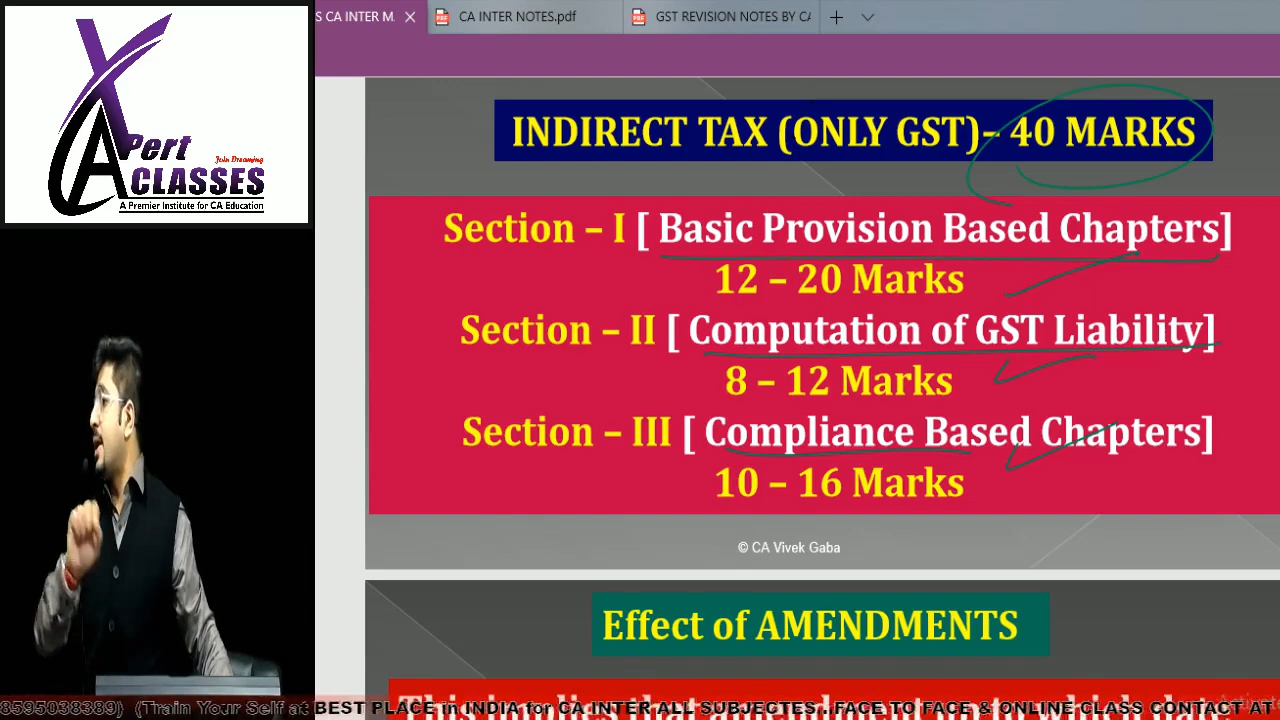 S CA INTER M.
CA INTER NOTES.pdf
GST REVISION NOTES BY CA
XPert
Join Dreaming
CA CLASSES
A Premier Institute for CA Education
INDIRECT TAX (ONLY GST)– 40 MARKS
Section – I [ Basic Provision Based Chapters]
12 – 20 Marks
Section – II [ Computation of GST Liability]
8 – 12 Marks
Section – III [ Compliance Based Chapters]
10 – 16 Marks
© CA Vivek Gaba
Effect of AMENDMENTS
8595038389) (Train Your Self at BEST PLACE in INDIA for CA INTER ALL SUBJECTES...FACE TO FACE & ONLINE CLASS CONTACT AT